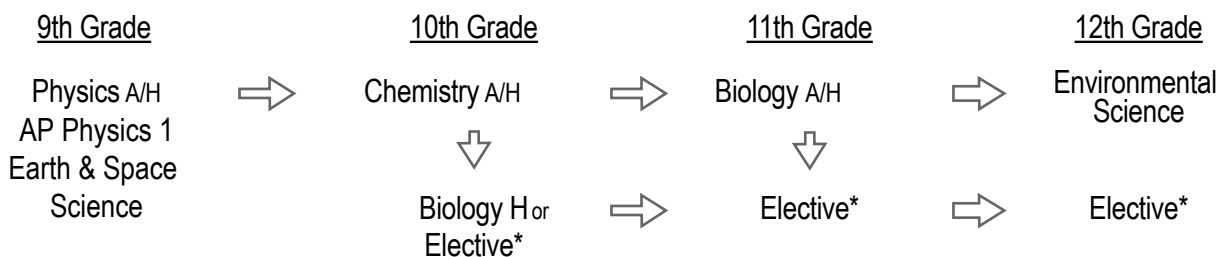 9th Grade
10th Grade
11th Grade
12th Grade
Physics A/H
AP Physics 1
Earth & Space
Science
Chemistry A/H
Biology A/H
Environmental
Science
Biology H or
Elective*
Elective*
Elective*